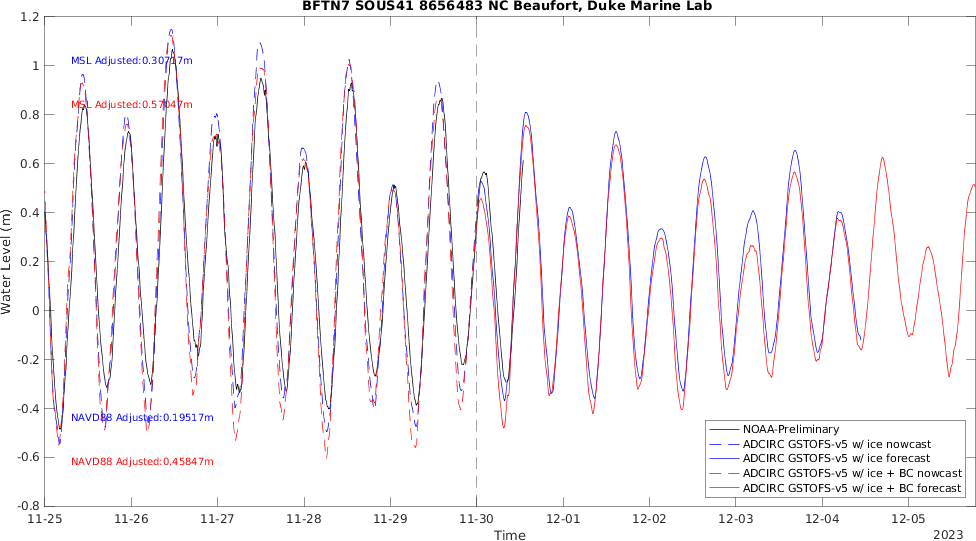 BFTN7 SOUS41 8656483 NC Beaufort, Duke Marine Lab
1.2
1
0.8
0.6
0.4
0.2
0
-0.2
-0.4
-0.6
-0.8
Water Level (m)
MSL Adjusted:0.30717m
MSL Adjusted:0.57047m
NAVD88 Adjusted:0.19517m
NAVD88 Adjusted:0.45847m
NOAA-Preliminary
ADCIRC GSTOFS-v5 w/ ice nowcast
ADCIRC GSTOFS-v5 w/ ice forecast
ADCIRC GSTOFS-v5 w/ ice + BC nowcast
ADCIRC GSTOFS-v5 w/ ice + BC forecast
11-25 11-26 11-27 11-28 11-29 11-30 12-01 12-02 12-03 12-04 12-05
Time
2023